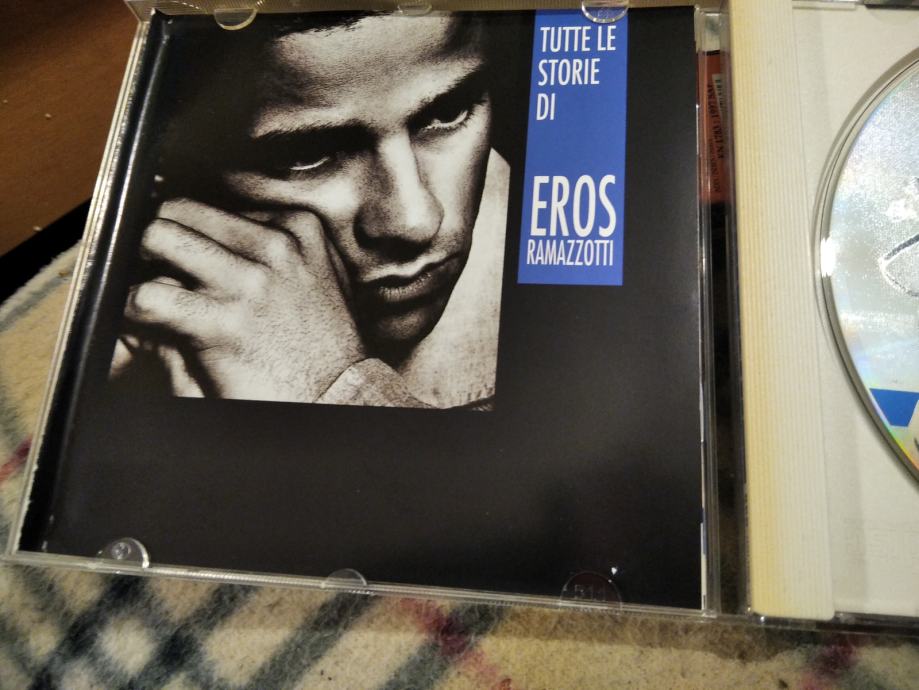 TUTTE LE
STORIE
DI
EROS
RAMAZZOTTI